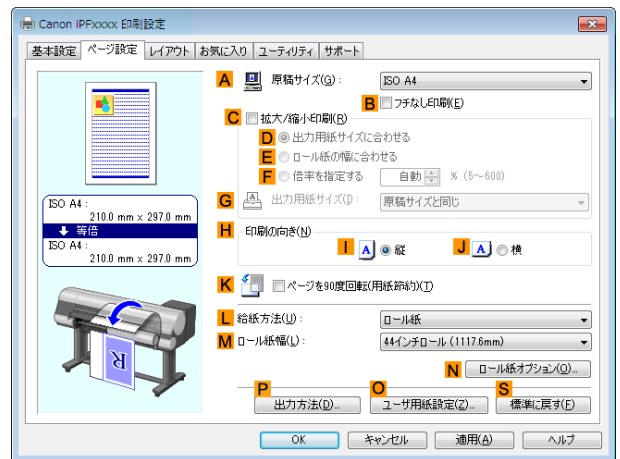 Canon iPFxxxx 印刷設定
基本設定 ページ設定 レイアウト お気に入り ユーティリティ サポート
A 原稿サイズ(G): ISO A4
B フチなし印刷(E)
C 拡大/縮小印刷(R)
D 出力用紙サイズに合わせる
E ロール紙の幅に合わせる
F 倍率を指定する 自動 % (5~600)
G 出力用紙サイズ(I): 原稿サイズと同じ
ISO A4:
210.0 mm x 297.0 mm
等倍
ISO A4:
210.0 mm x 297.0 mm
H 印刷の向き(N)
I A 縦 J A 横
K ページを90度回転(用紙節約)(T)
L 給紙方法(U): ロール紙
M ロール紙幅(L): 44インチロール (1117.6mm)
N ロール紙オプション(O)...
P O S
出力方法(D)... ユーザ用紙設定(Z)... 標準に戻す(F)
R
OK キャンセル 適用(A) ヘルプ